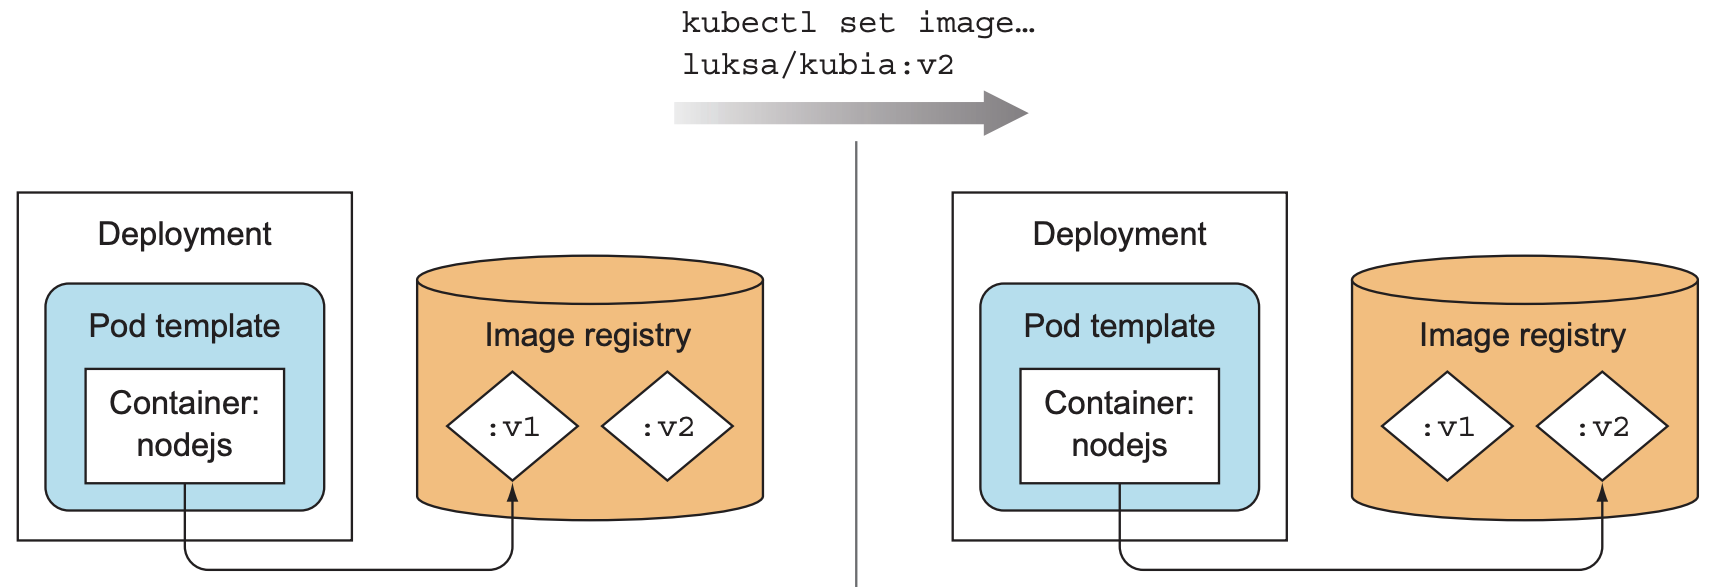 kubectl set image…
luksa/kubia:v2
Deployment
Pod template
Container:
nodejs
Image registry
:v1
:v2
Deployment
Pod template
Container:
nodejs
Image registry
:v1
:v2